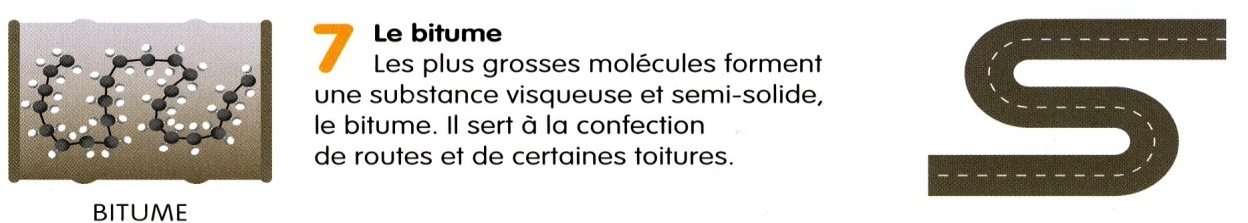 7 Le bitume
Les plus grosses molécules forment
une substance visqueuse et semi-solide,
le bitume. Il sert à la confection
de routes et de certaines toitures.
BITUME